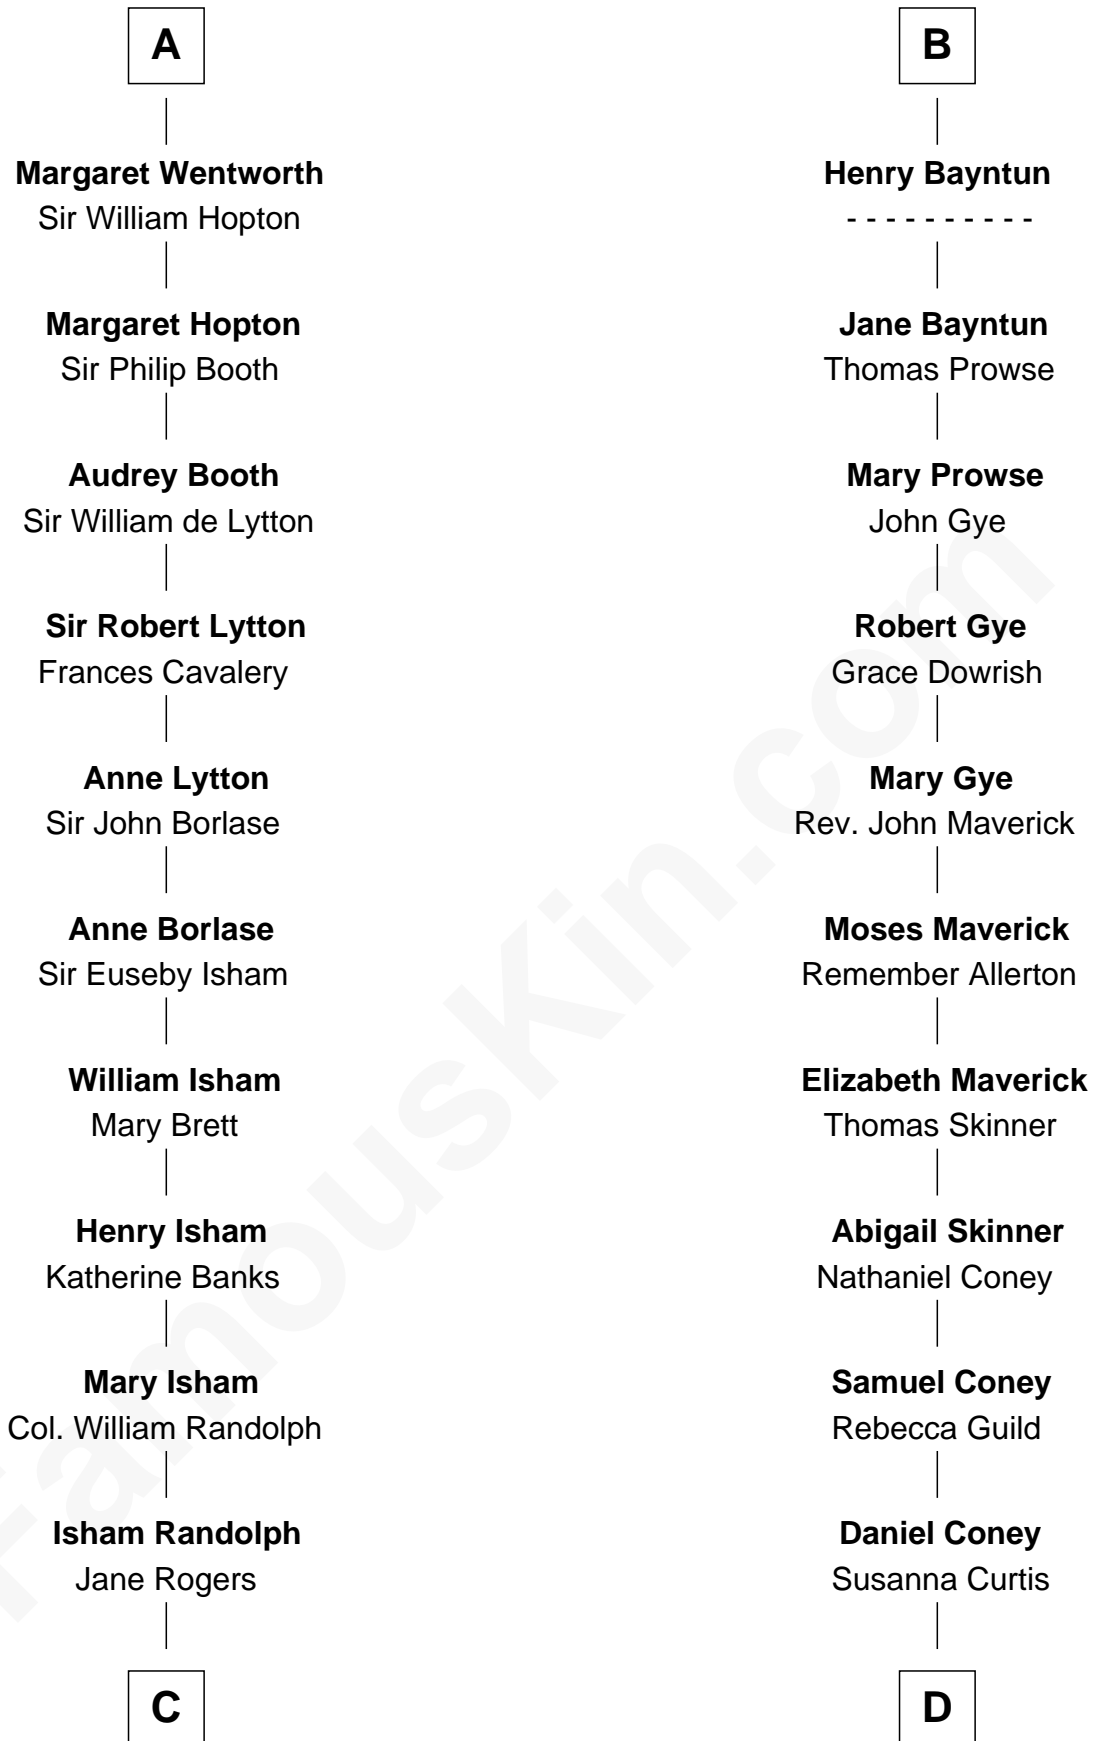 A
Margaret Wentworth
Sir William Hopton
Margaret Hopton
Sir Philip Booth
Audrey Booth
Sir William de Lytton
Sir Robert Lytton
Frances Cavalery
Anne Lytton
Sir John Borlase
Anne Borlase
Sir Euseby Isham
William Isham
Mary Brett
Henry Isham
Katherine Banks
Mary Isham
Col. William Randolph
Isham Randolph
Jane Rogers
C
B
Henry Bayntun
- - - - - - - - - -
Jane Bayntun
Thomas Prowse
Mary Prowse
John Gye
Robert Gye
Grace Dowrish
Mary Gye
Rev. John Maverick
Moses Maverick
Remember Allerton
Elizabeth Maverick
Thomas Skinner
Abigail Skinner
Nathaniel Coney
Samuel Coney
Rebecca Guild
Daniel Coney
Susanna Curtis
D
FamousKin.com